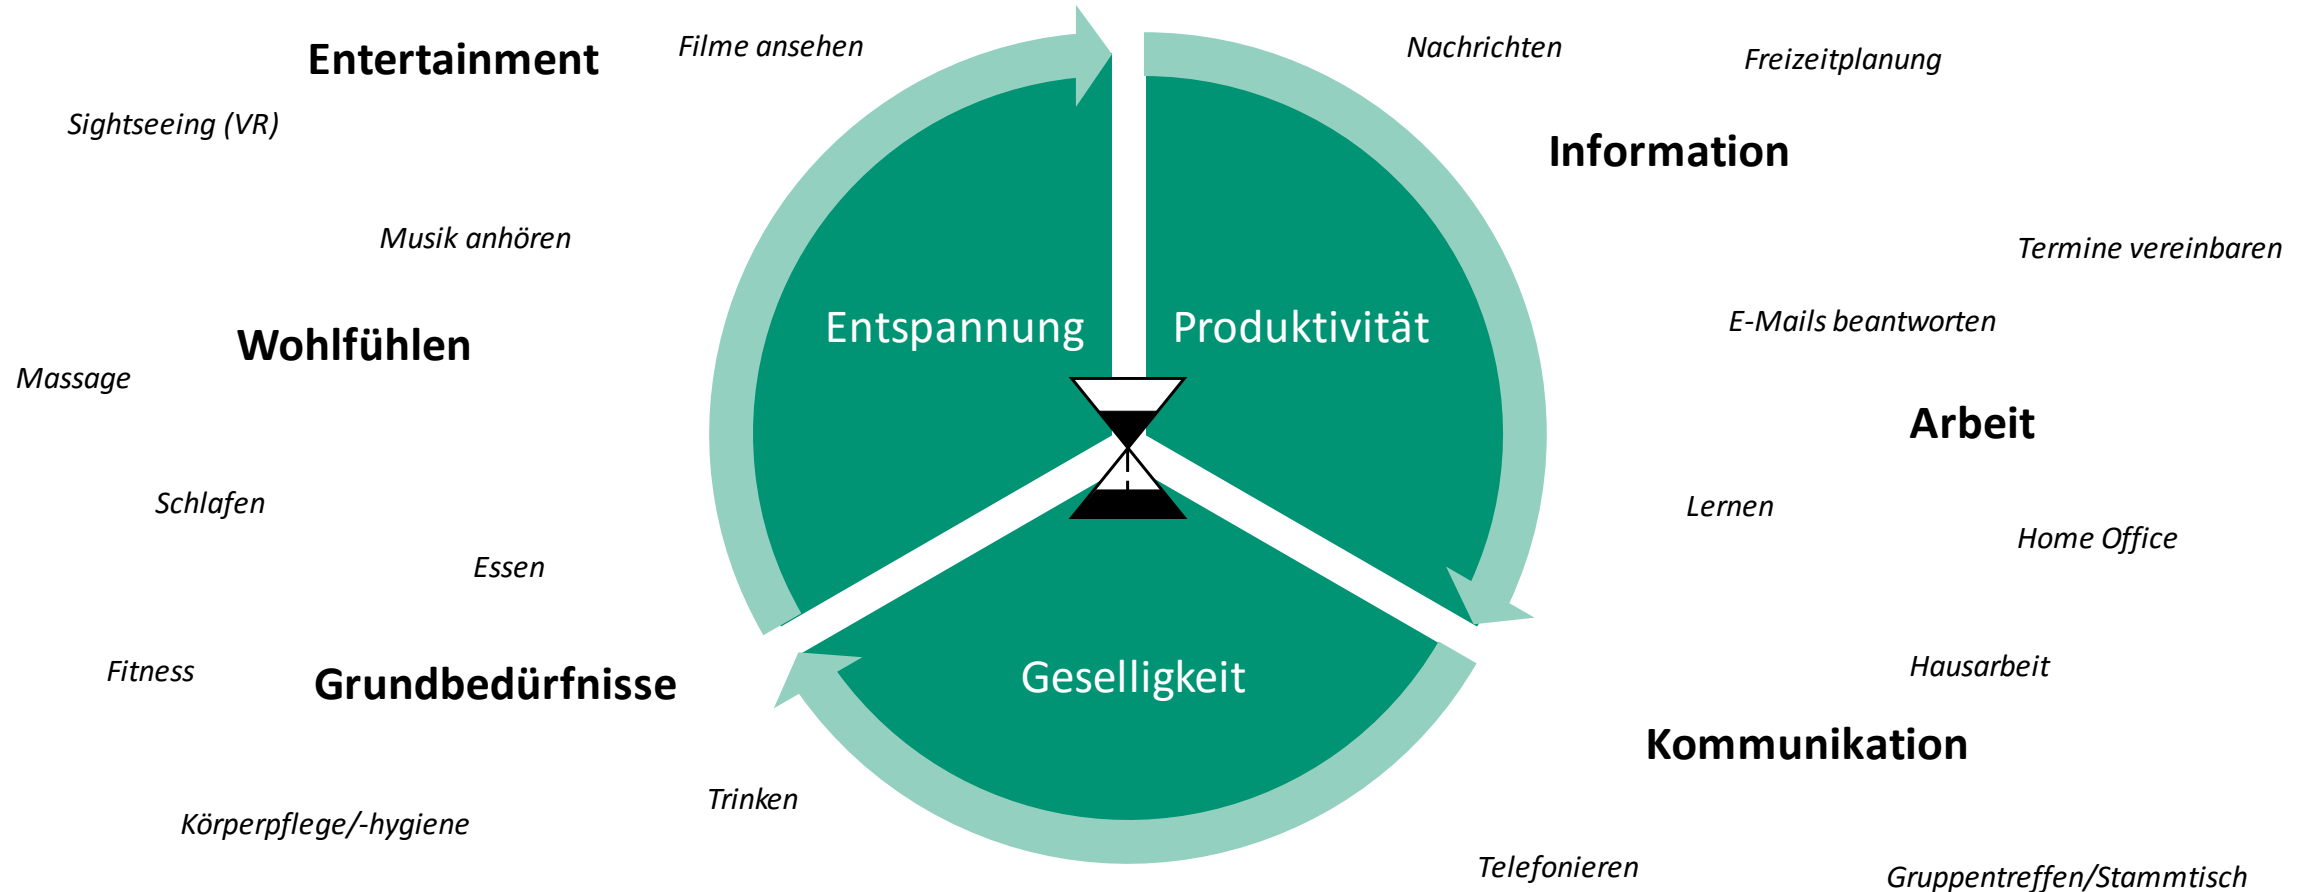 Entertainment
Filme ansehen
Sightseeing (VR)
Musik anhören
Wohlfühlen
Massage
Schlafen
Essen
Fitness
Grundbedürfnisse
Trinken
Körperpflege/-hygiene
Entspannung
Produktivität
Geselligkeit
Nachrichten
Freizeitplanung
Information
Termine vereinbaren
E-Mails beantworten
Arbeit
Lernen
Home Office
Hausarbeit
Kommunikation
Telefonieren
Gruppentreffen/Stammtisch